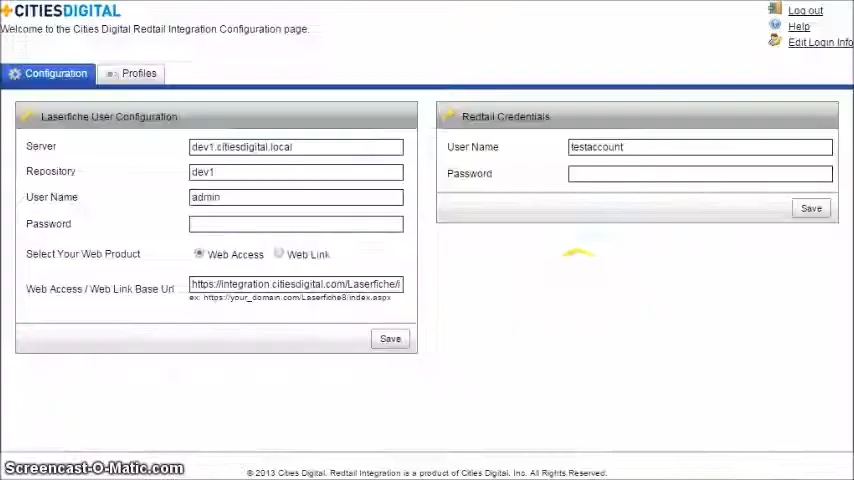 CITIESDIGITAL
Log out
Welcome to the Cities Digital Redtail Integration Configuration page.
Help
Edit Login Info
Configuration
Profiles
Laserfiche User Configuration
Server
dev1.citiesdigital.local
Repository
dev1
User Name
admin
Password
Select Your Web Product
Web Access
Web Link
Web Access / Web Link Base Url
https://integration.citiesdigital.com/Laserfiche/i
ex: https://your_domain.com/Laserfiche8/index.aspx
Save
Redtail Credentials
User Name
testaccount
Password
Save
Screencast-O-Matic.com
© 2013 Cities Digital. Redtail Integration is a product of Cities Digital, Inc. All Rights Reserved.